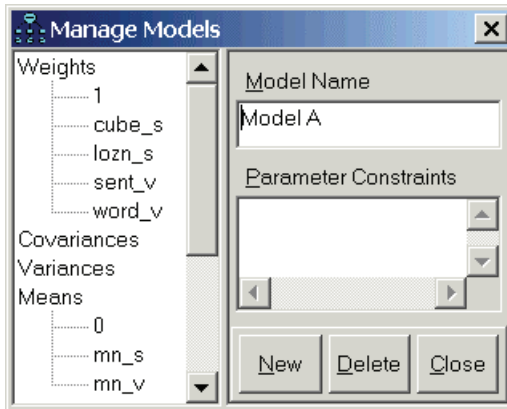 Manage Models
Weights
1
cube_s
lozn_s
sent_v
word_v
Covariances
Variances
Means
0
mn_s
mn_v
Model Name
Model A
Parameter Constraints
New
Delete
Close